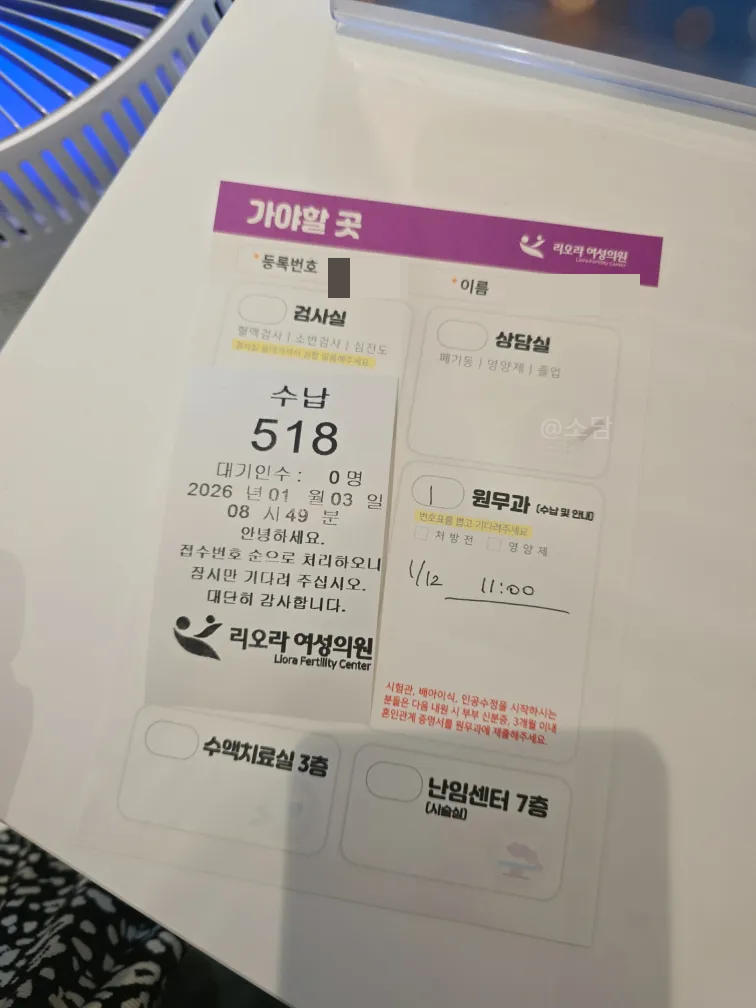 가야할 곳
리오라 여성의원
Liora Fertility Center
*등록번호
*이름
검사실
혈액검사 | 소변검사 | 심전도
상담실
폐기동 | 영양제 | 졸업
@소담
수납
518
대기인수 : 0 명
2026 년 01 월 03 일
08 시 49 분
안녕하세요.
접수번호 순으로 처리하오니
잠시만 기다려 주십시오.
대단히 감사합니다.
리오라 여성의원
Liora Fertility Center
1 원무과 (수납 및 안내)
번호표를 뽑고 기다려주세요
처방전 영양제
1/12 11:00
시험관, 배아이식, 인공수정을 시작하시는
분들은 다음 내원 시 부부 신분증, 3개월 이내
혼인관계 증명서를 원무과에 제출해주세요.
수액치료실 3층
난임센터 7층
(시술실)